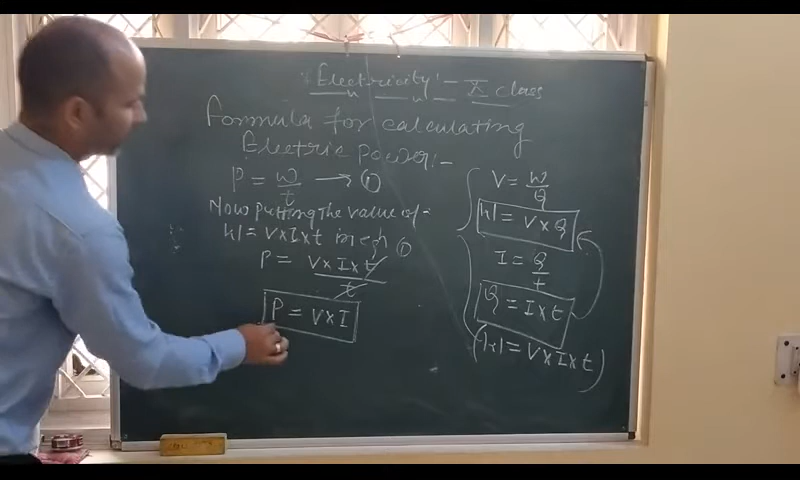 Electricity:- X class
Formula for calculating
Electric power:-
P = W/t → ①
Now putting the value of-
W = V×I×t in eqn ①
P = V×I×t/t
P = V×I
V = W/Q
W = V×Q
I = Q/t
Q = I×t
W = V×I×t